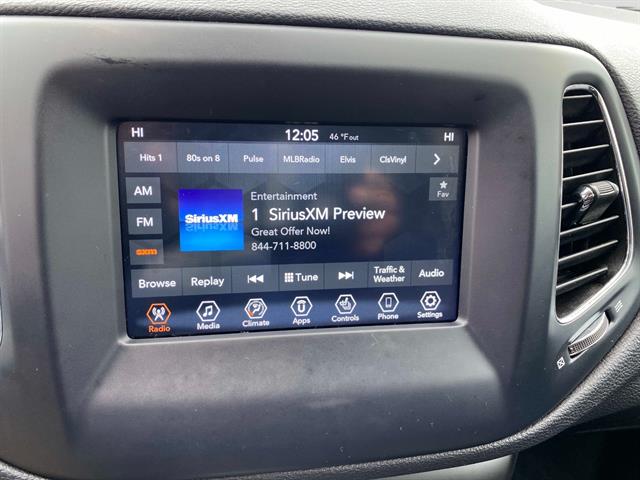 HI 12:05 46 °F out HI
Hits 1 80s on 8 Pulse MLBRadio Elvis ClsVinyl
AM
FM
sxm
SiriusXM
Entertainment
1 SiriusXM Preview
Great Offer Now!
844-711-8800
Fav
Browse Replay Tune Traffic & Weather Audio
Radio Media Climate Apps Controls Phone Settings